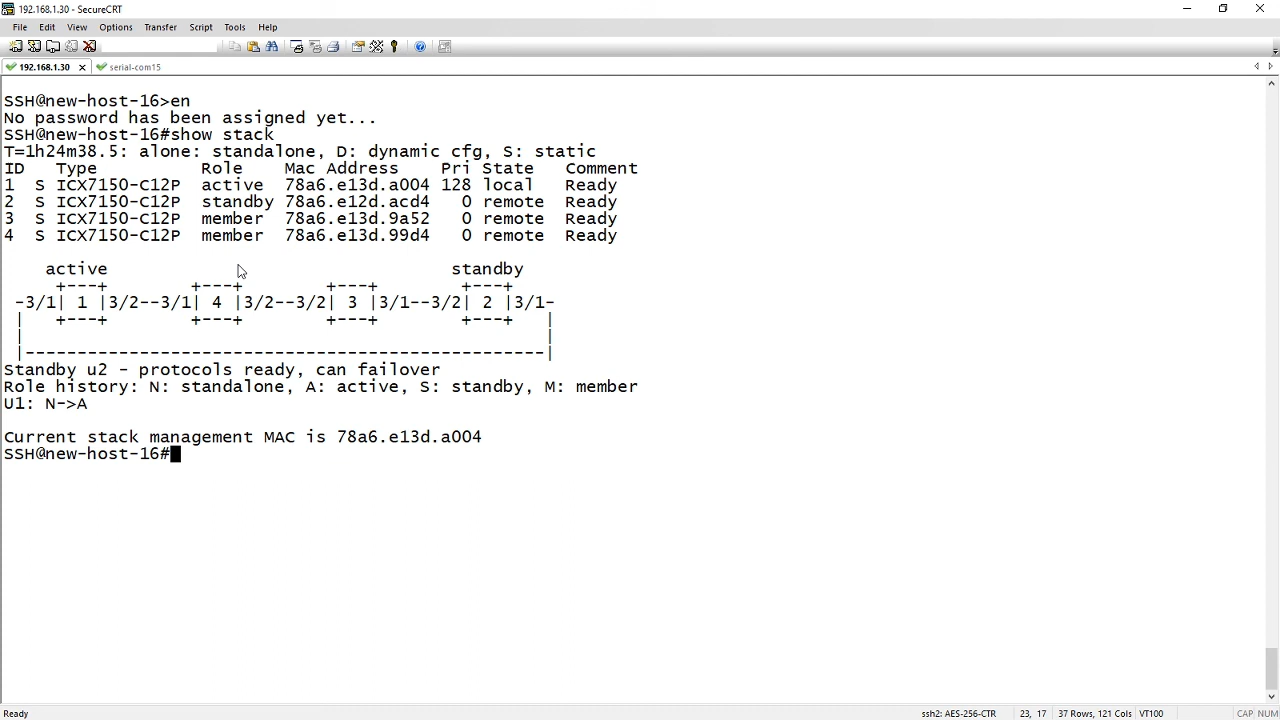 192.168.1.30 - SecureCRT
File Edit View Options Transfer Script Tools Help
192.168.1.30 serial-com15
SSH@new-host-16>en
No password has been assigned yet...
SSH@new-host-16#show stack
T=1h24m38.5: alone: standalone, D: dynamic cfg, S: static
ID   Type          Role    Mac Address    Pri State   Comment
1  S ICX7150-C12P  active  78a6.e13d.a004 128 local   Ready
2  S ICX7150-C12P  standby 78a6.e12d.acd4   0 remote  Ready
3  S ICX7150-C12P  member  78a6.e13d.9a52   0 remote  Ready
4  S ICX7150-C12P  member  78a6.e13d.99d4   0 remote  Ready
    active                                 standby
     +---+        +---+        +---+        +---+
 -3/1| 1 |3/2--3/1| 4 |3/2--3/2| 3 |3/1--3/2| 2 |3/1-
 |   +---+        +---+        +---+        +---+   |
 |                                                  |
 |--------------------------------------------------|
Standby u2 - protocols ready, can failover
Role history: N: standalone, A: active, S: standby, M: member
U1: N->A
Current stack management MAC is 78a6.e13d.a004
SSH@new-host-16#
Ready ssh2: AES-256-CTR 23, 17 37 Rows, 121 Cols VT100 CAP NUM